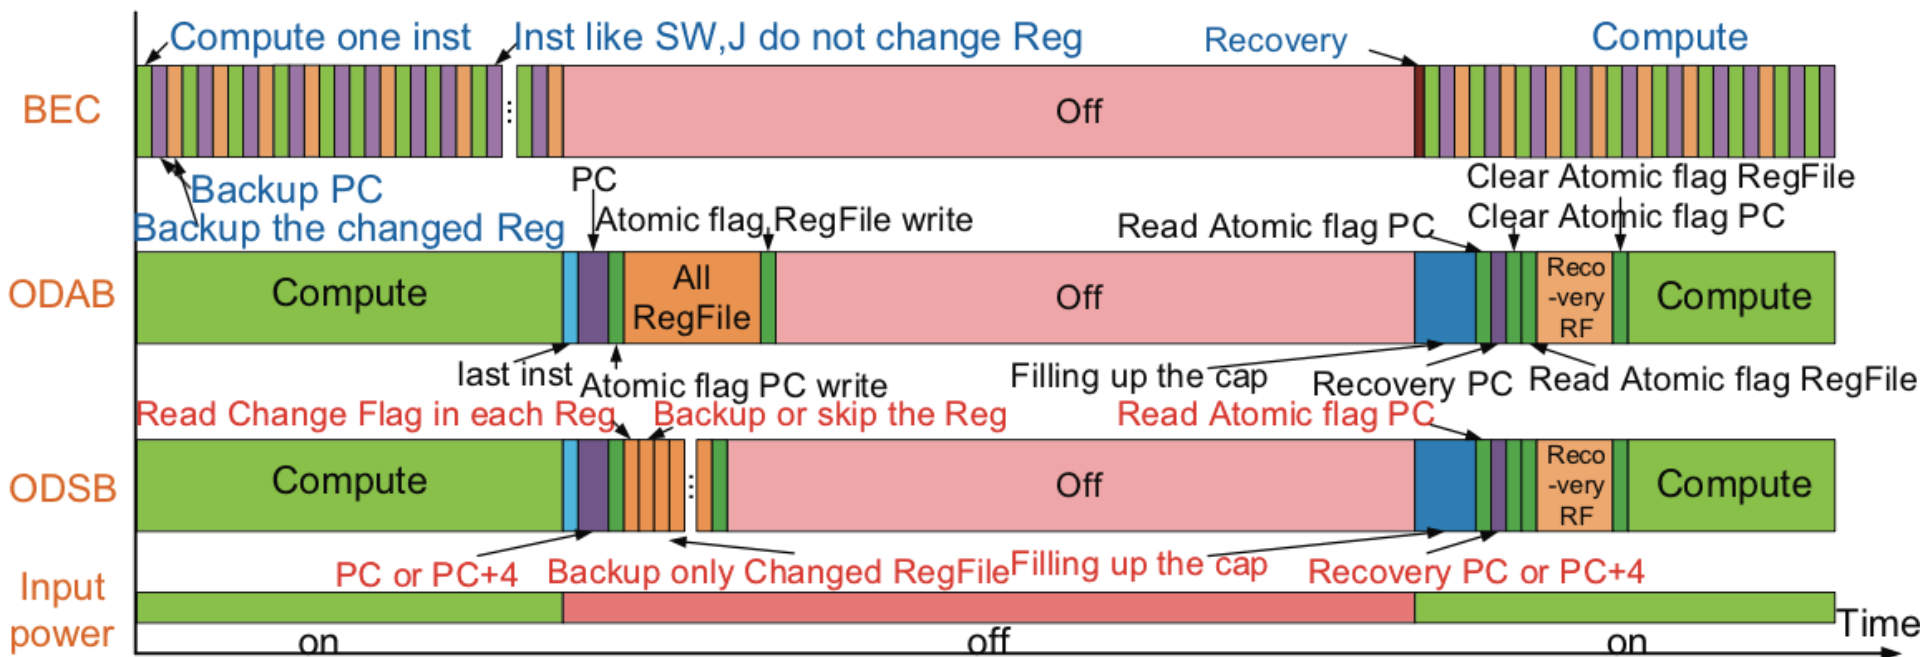 Compute one inst
Inst like SW,J do not change Reg
Recovery
Compute
BEC
...
Off
Backup PC
Backup the changed Reg
PC
Atomic flag RegFile write
Read Atomic flag PC
Clear Atomic flag RegFile
Clear Atomic flag PC
ODAB
Compute
All
RegFile
Off
Reco
-very
RF
Compute
last inst
Atomic flag PC write
Filling up the cap
Recovery PC
Read Atomic flag RegFile
Read Change Flag in each Reg
Backup or skip the Reg
Read Atomic flag PC
ODSB
Compute
...
Off
Reco
-very
RF
Compute
PC or PC+4
Backup only Changed RegFile
Filling up the cap
Recovery PC or PC+4
Input
power
on
off
on
Time